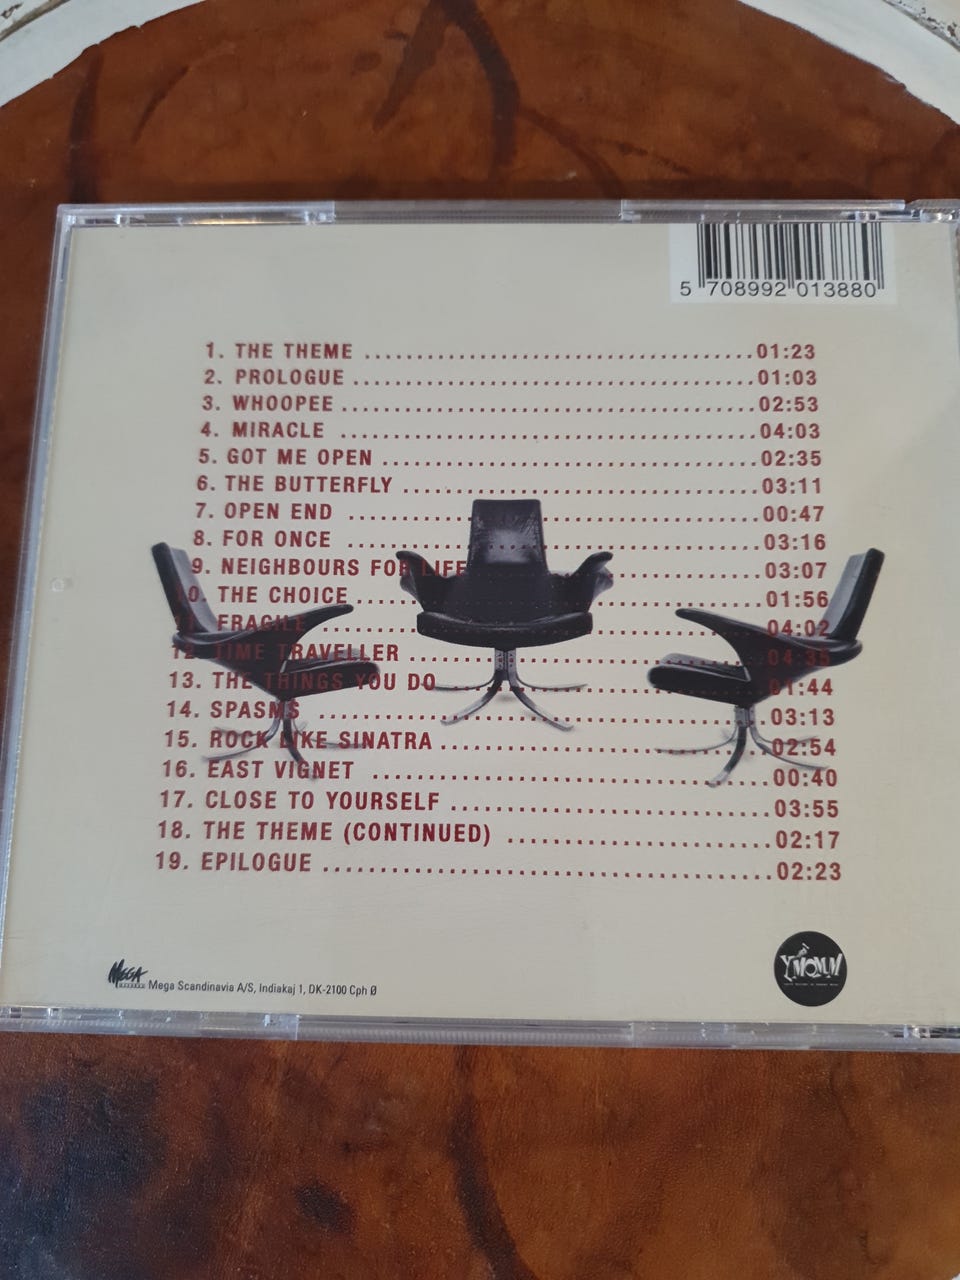 5 708992 013880
1. THE THEME 01:23
2. PROLOGUE 01:03
3. WHOOPEE 02:53
4. MIRACLE 04:03
5. GOT ME OPEN 02:35
6. THE BUTTERFLY 03:11
7. OPEN END 00:47
8. FOR ONCE 03:16
9. NEIGHBOURS FOR LIFE 03:07
10. THE CHOICE 01:56
11. FRAGILE 04:02
12. TIME TRAVELLER 04:35
13. THE THINGS YOU DO 01:44
14. SPASMS 03:13
15. ROCK LIKE SINATRA 02:54
16. EAST VIGNET 00:40
17. CLOSE TO YOURSELF 03:55
18. THE THEME (CONTINUED) 02:17
19. EPILOGUE 02:23
MEGA Mega Scandinavia A/S, Indiakaj 1, DK-2100 Cph Ø